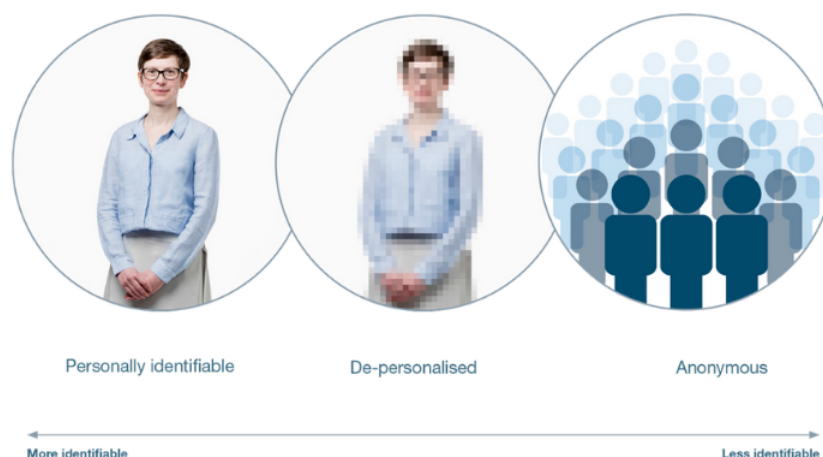 Personally identifiable
De-personalised
Anonymous
More identifiable
Less identifiable